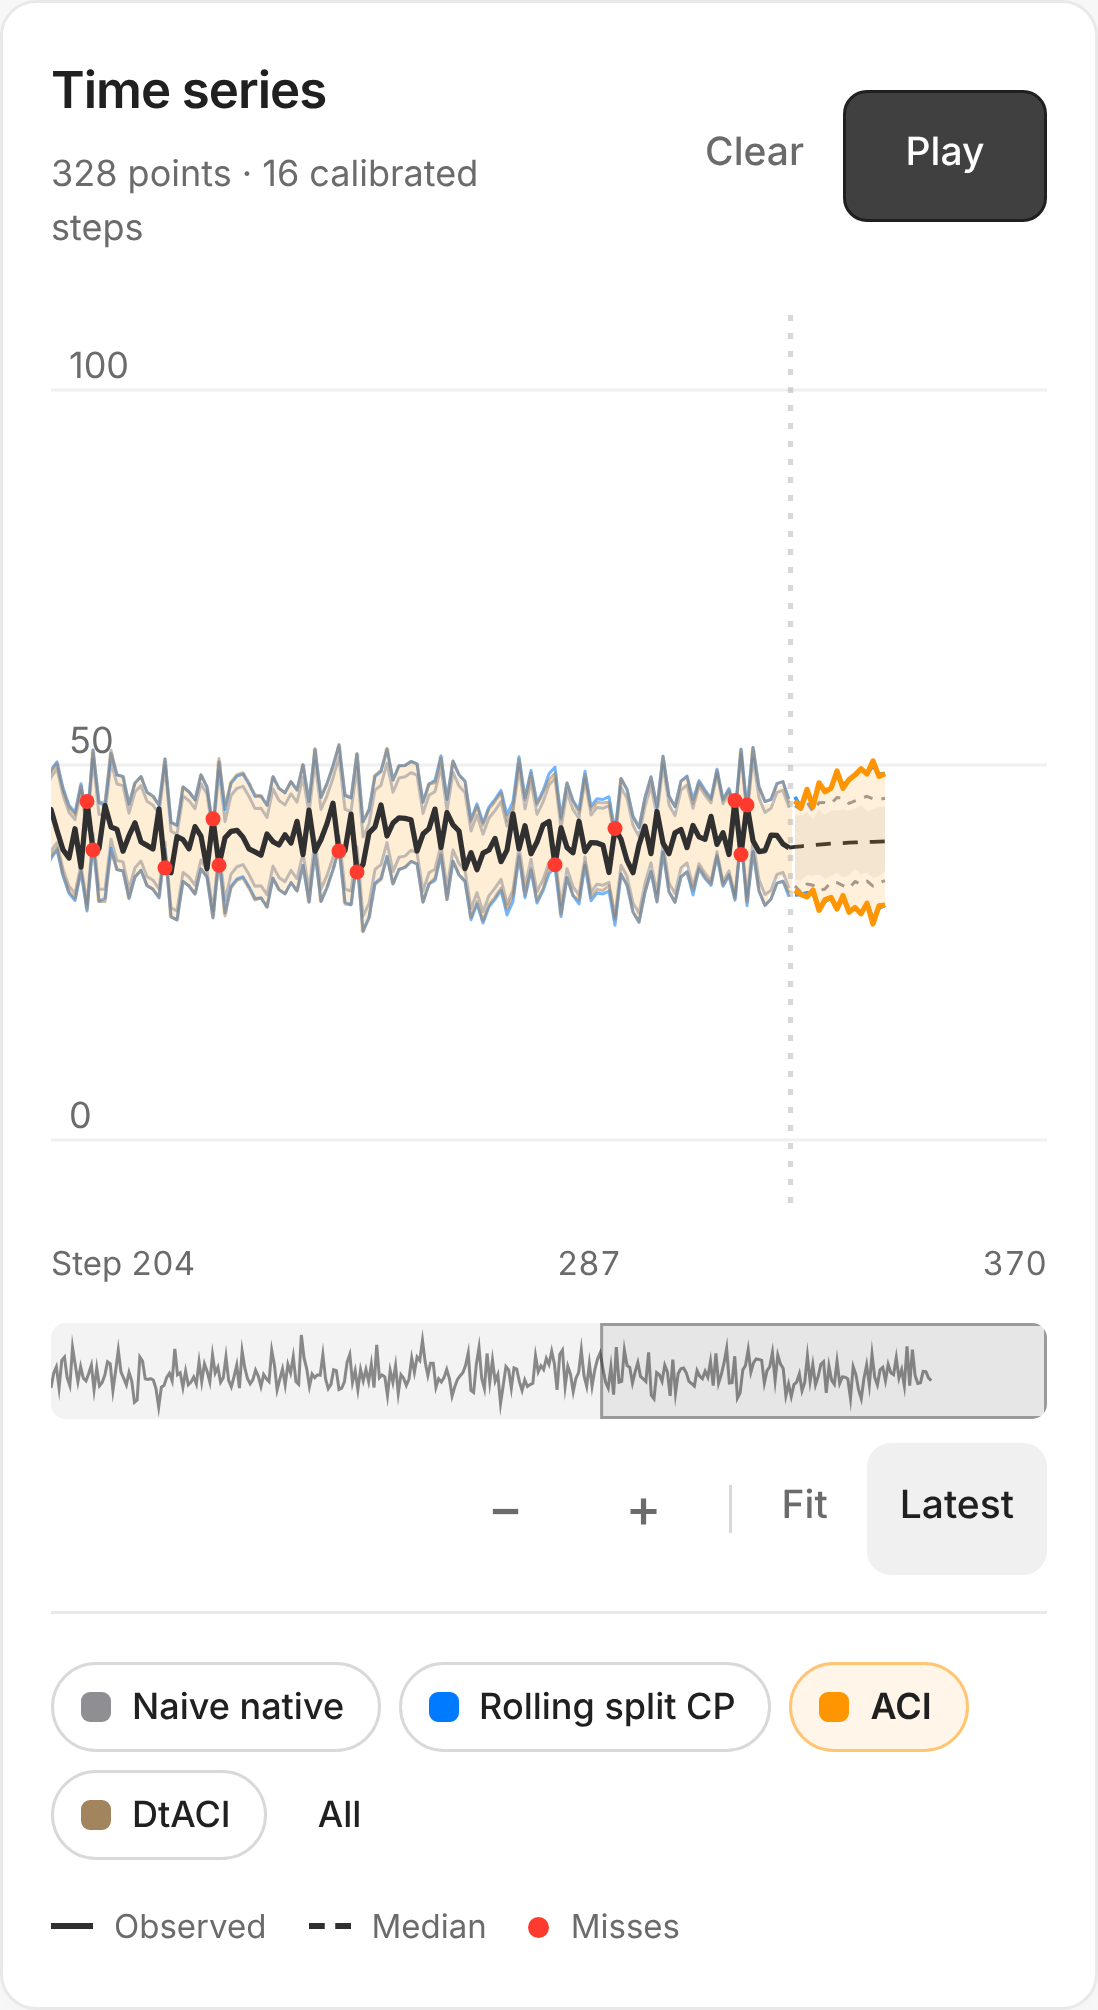 Time series
328 points · 16 calibrated
steps
Clear
Play
100
50
0
Step 204
287
370
−
+
Fit
Latest
Naive native
Rolling split CP
ACI
DtACI
All
Observed
Median
Misses